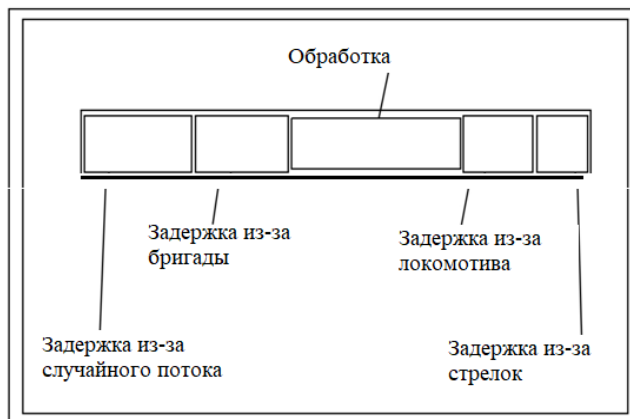 Обработка
Задержка из-за
бригады
Задержка из-за
локомотива
Задержка из-за
случайного потока
Задержка из-за
стрелок